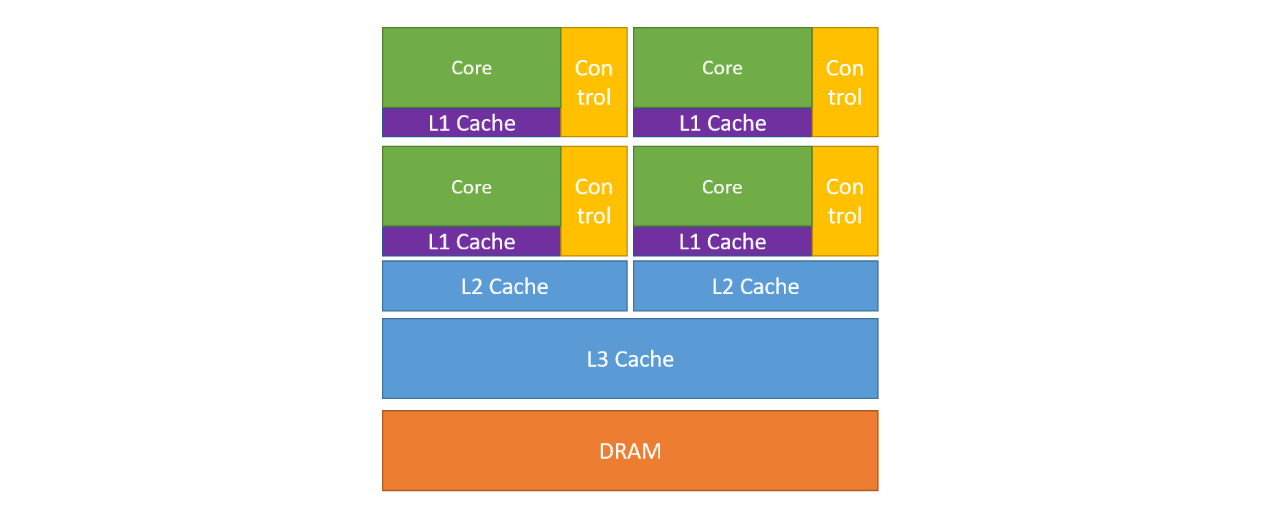 Core
Con
trol
L1 Cache
Core
Con
trol
L1 Cache
Core
Con
trol
L1 Cache
Core
Con
trol
L1 Cache
L2 Cache
L2 Cache
L3 Cache
DRAM